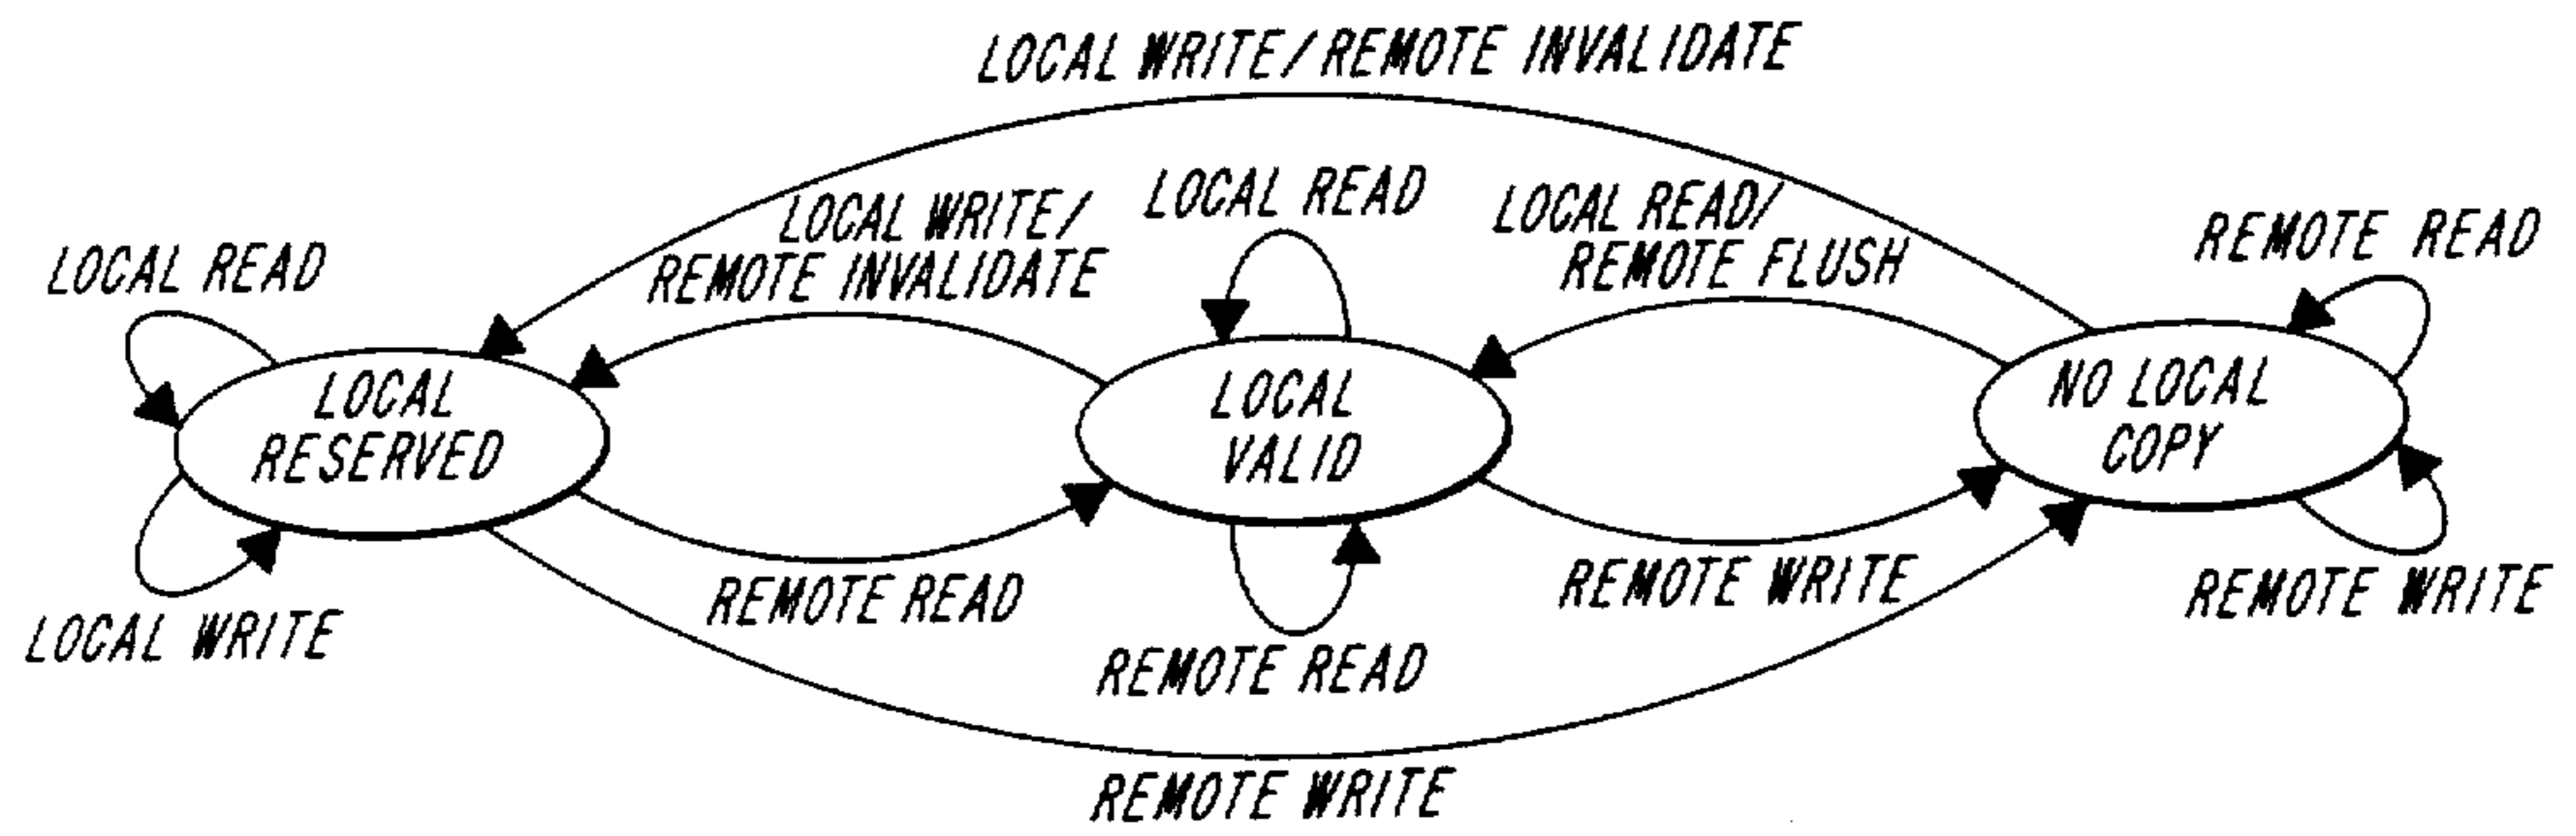 LOCAL WRITE/REMOTE INVALIDATE
LOCAL READ
LOCAL WRITE/
REMOTE INVALIDATE
LOCAL READ
LOCAL READ/
REMOTE FLUSH
REMOTE READ
LOCAL
RESERVED
LOCAL
VALID
NO LOCAL
COPY
LOCAL WRITE
REMOTE READ
REMOTE READ
REMOTE WRITE
REMOTE WRITE
REMOTE WRITE